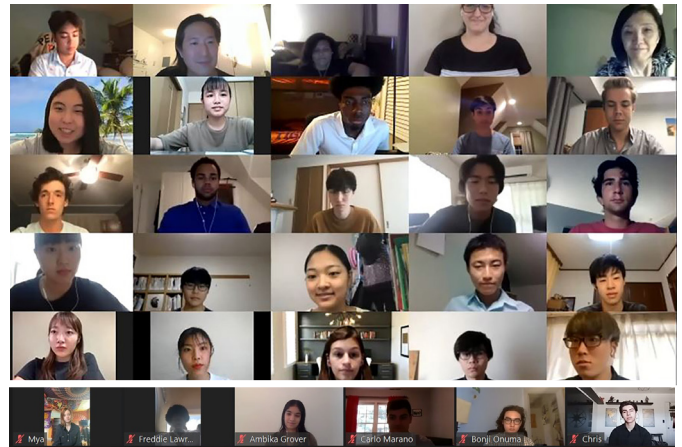 Mya
Freddie Lawr...
Ambika Grover
Carlo Marano
Bonji Onuma
Chris